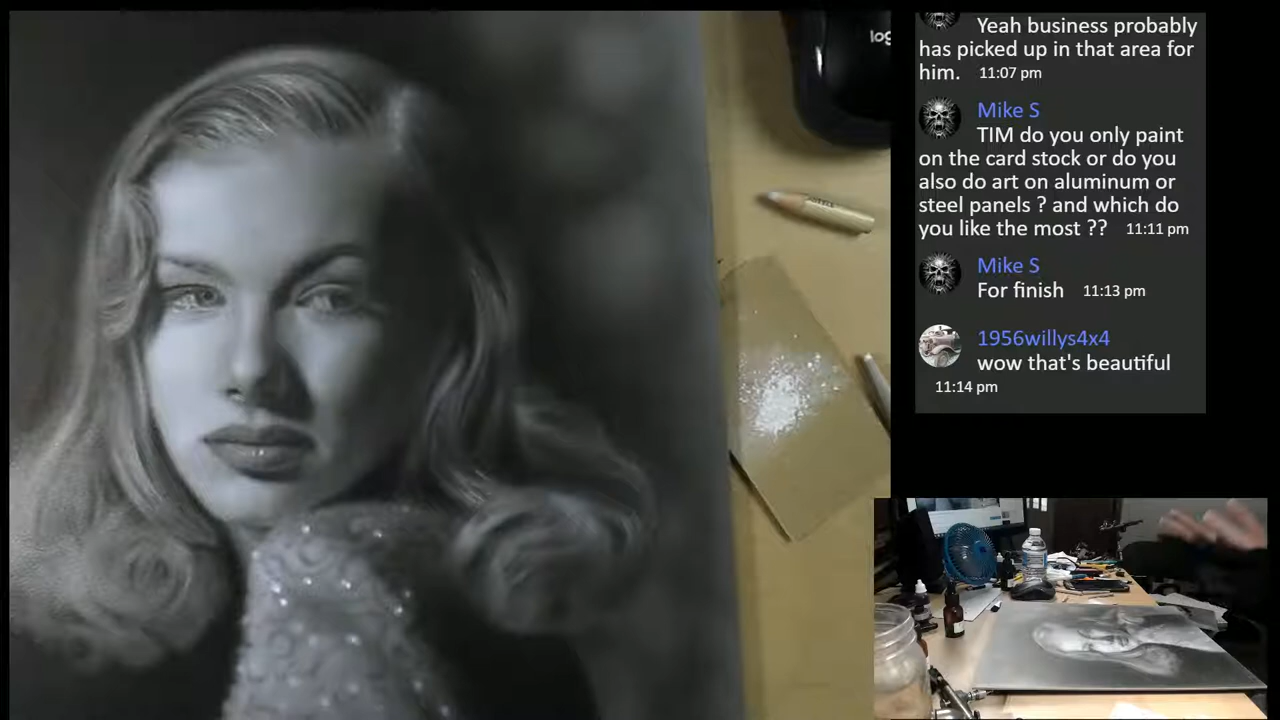 log
Yeah business probably
has picked up in that area for
him. 11:07 pm
Mike S
TIM do you only paint
on the card stock or do you
also do art on aluminum or
steel panels ? and which do
you like the most ?? 11:11 pm
Mike S
For finish 11:13 pm
1956willys4x4
wow that's beautiful
11:14 pm